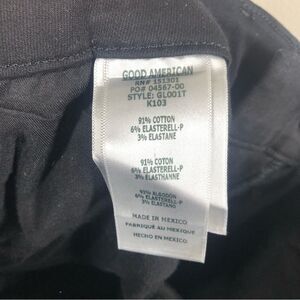 GOOD AMERICAN
RN# 151301
PO# 04567-00
STYLE: GL001T
K103
91% COTTON
6% ELASTERELL-P
3% ELASTANE
91% COTON
6% ELASTERELL-P
3% ELASTHANNE
91% ALGODON
6% ELASTERELL-P
3% ELASTANO
MADE IN MEXICO
FABRIQUÉ AU MEXIQUE
HECHO EN MEXICO